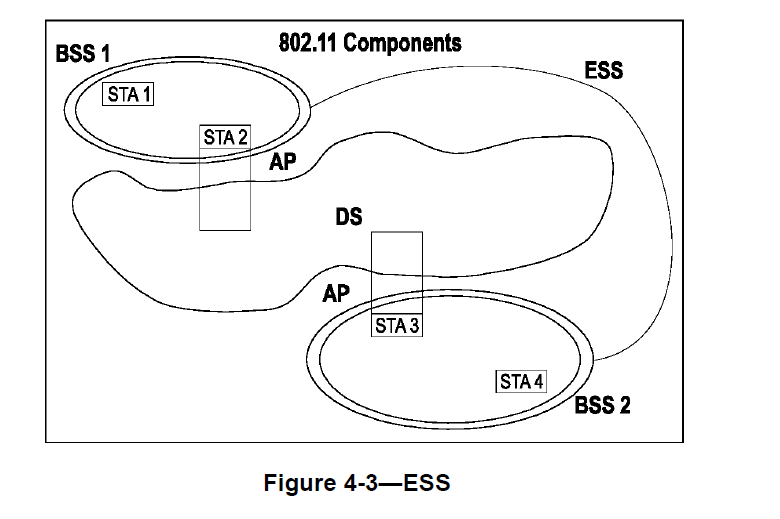 802.11 Components
BSS 1
ESS
STA 1
STA 2
AP
DS
AP
STA 3
STA 4
BSS 2
Figure 4-3—ESS